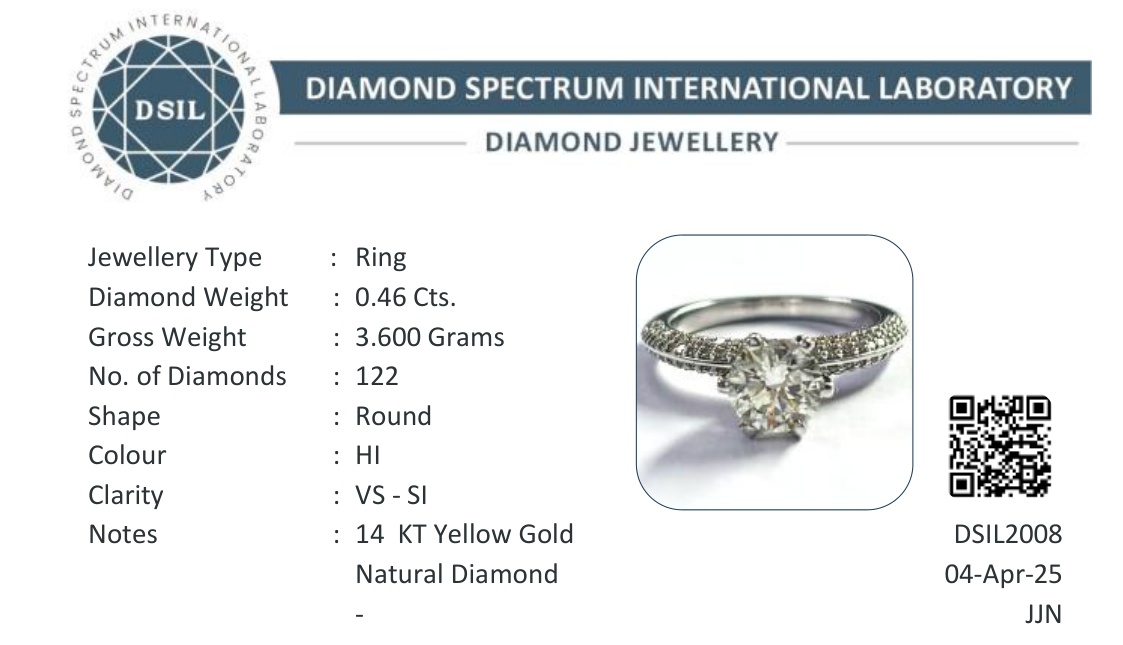 DIAMOND SPECTRUM INTERNATIONAL LABORATORY
DSIL
DIAMOND SPECTRUM INTERNATIONAL LABORATORY
DIAMOND JEWELLERY
Jewellery Type : Ring
Diamond Weight : 0.46 Cts.
Gross Weight : 3.600 Grams
No. of Diamonds : 122
Shape : Round
Colour : HI
Clarity : VS - SI
Notes : 14 KT Yellow Gold
Natural Diamond
-
DSIL2008
04-Apr-25
JJN